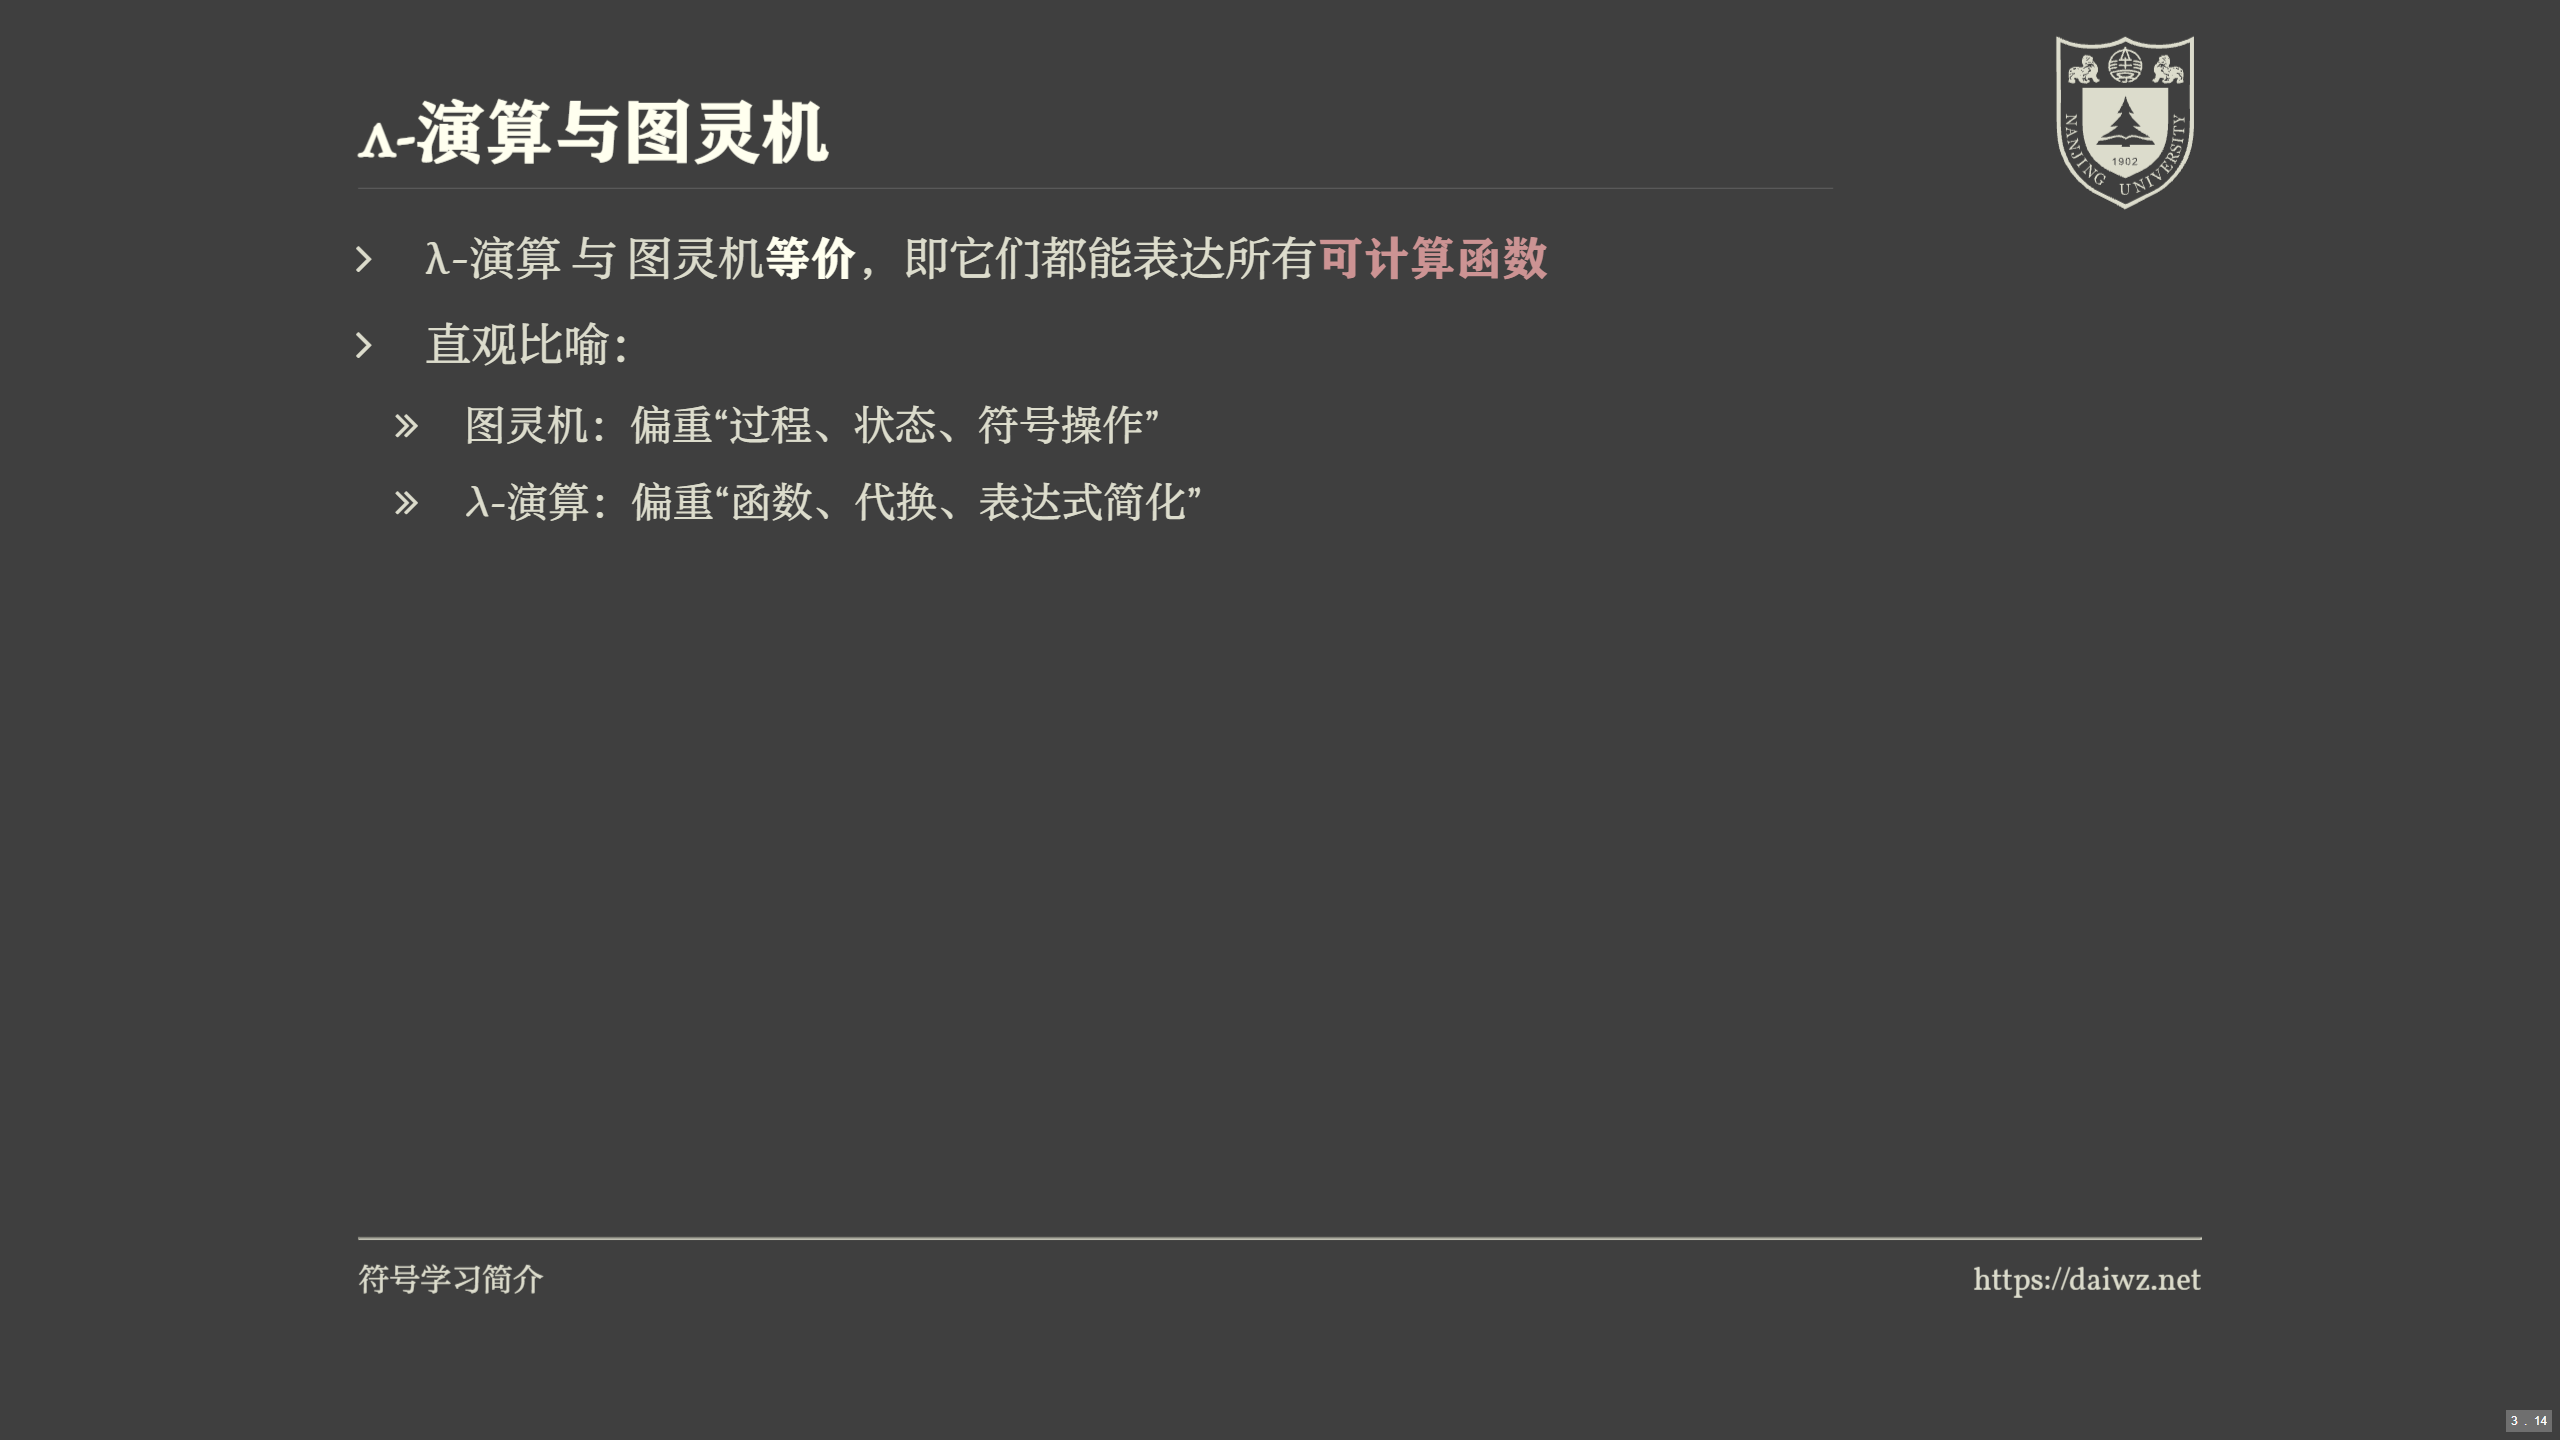 Λ-演算与图灵机
λ-演算 与 图灵机等价，即它们都能表达所有可计算函数
直观比喻：
图灵机：偏重“过程、状态、符号操作”
λ-演算：偏重“函数、代换、表达式简化”
1902
NANJING UNIVERSITY
符号学习简介
https://daiwz.net
3 . 14